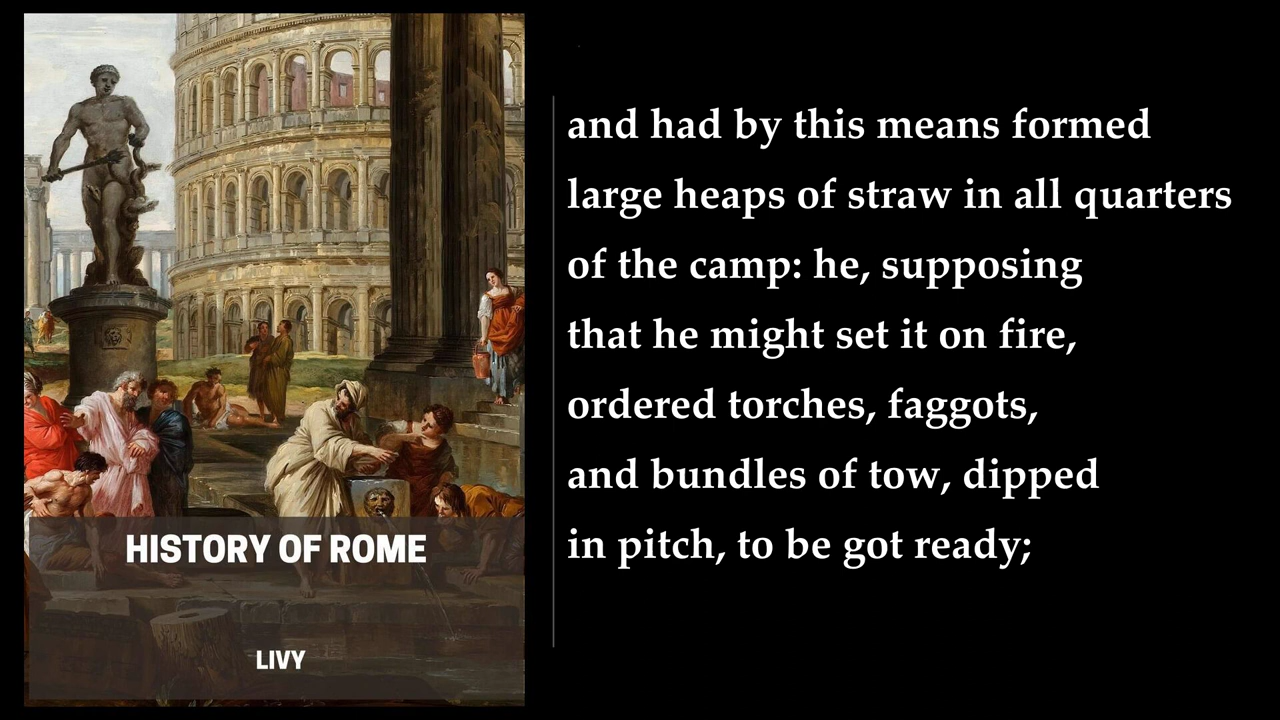 HISTORY OF ROME
LIVY
and had by this means formed
large heaps of straw in all quarters
of the camp: he, supposing
that he might set it on fire,
ordered torches, faggots,
and bundles of tow, dipped
in pitch, to be got ready;